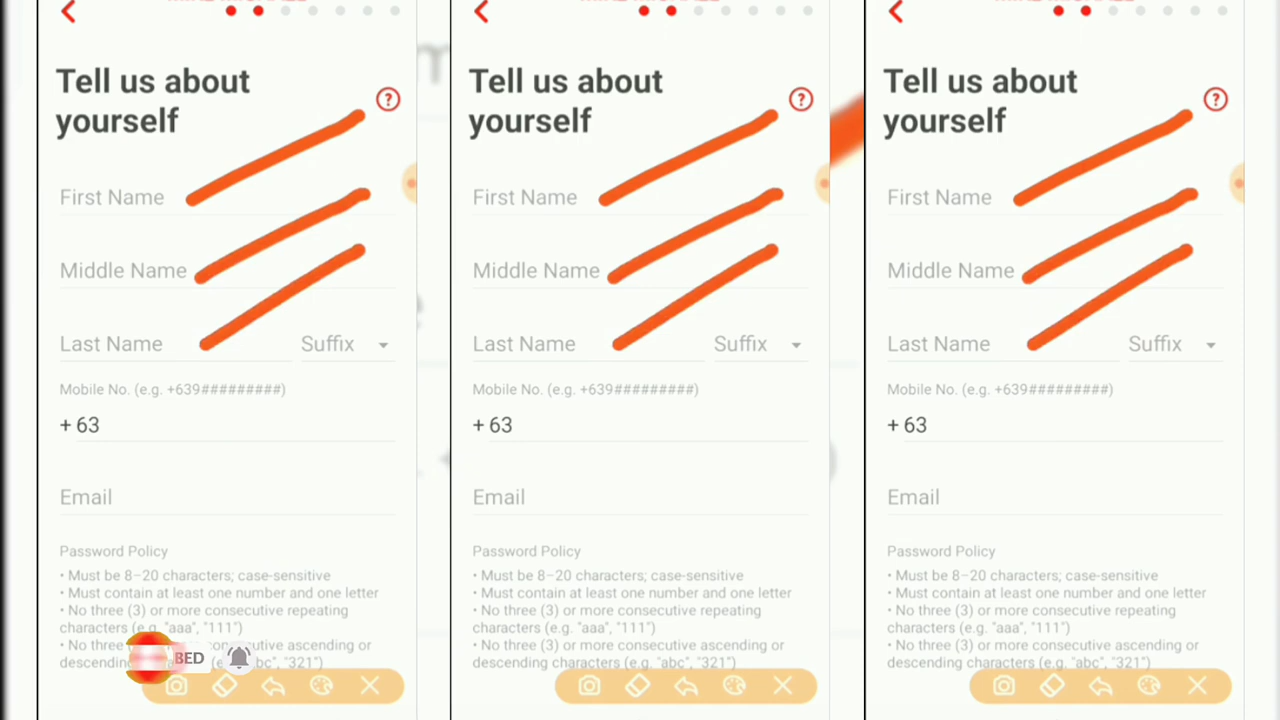 Tell us about
yourself
?
First Name
Middle Name
Last Name
Suffix
Mobile No. (e.g. +639#########)
+ 63
Email
Password Policy
• Must be 8–20 characters; case-sensitive
• Must contain at least one number and one letter
• No three (3) or more consecutive repeating
characters (e.g. "aaa", "111")
• No three consecutive ascending or
descending (e.g. "abc", "321")
BED
Tell us about
yourself
?
First Name
Middle Name
Last Name
Suffix
Mobile No. (e.g. +639#########)
+ 63
Email
Password Policy
• Must be 8–20 characters; case-sensitive
• Must contain at least one number and one letter
• No three (3) or more consecutive repeating
characters (e.g. "aaa", "111")
• No three (3) or more consecutive ascending or
descending characters (e.g. "abc", "321")
Tell us about
yourself
?
First Name
Middle Name
Last Name
Suffix
Mobile No. (e.g. +639#########)
+ 63
Email
Password Policy
• Must be 8–20 characters; case-sensitive
• Must contain at least one number and one letter
• No three (3) or more consecutive repeating
characters (e.g. "aaa", "111")
• No three (3) or more consecutive ascending or
descending characters (e.g. "abc", "321")